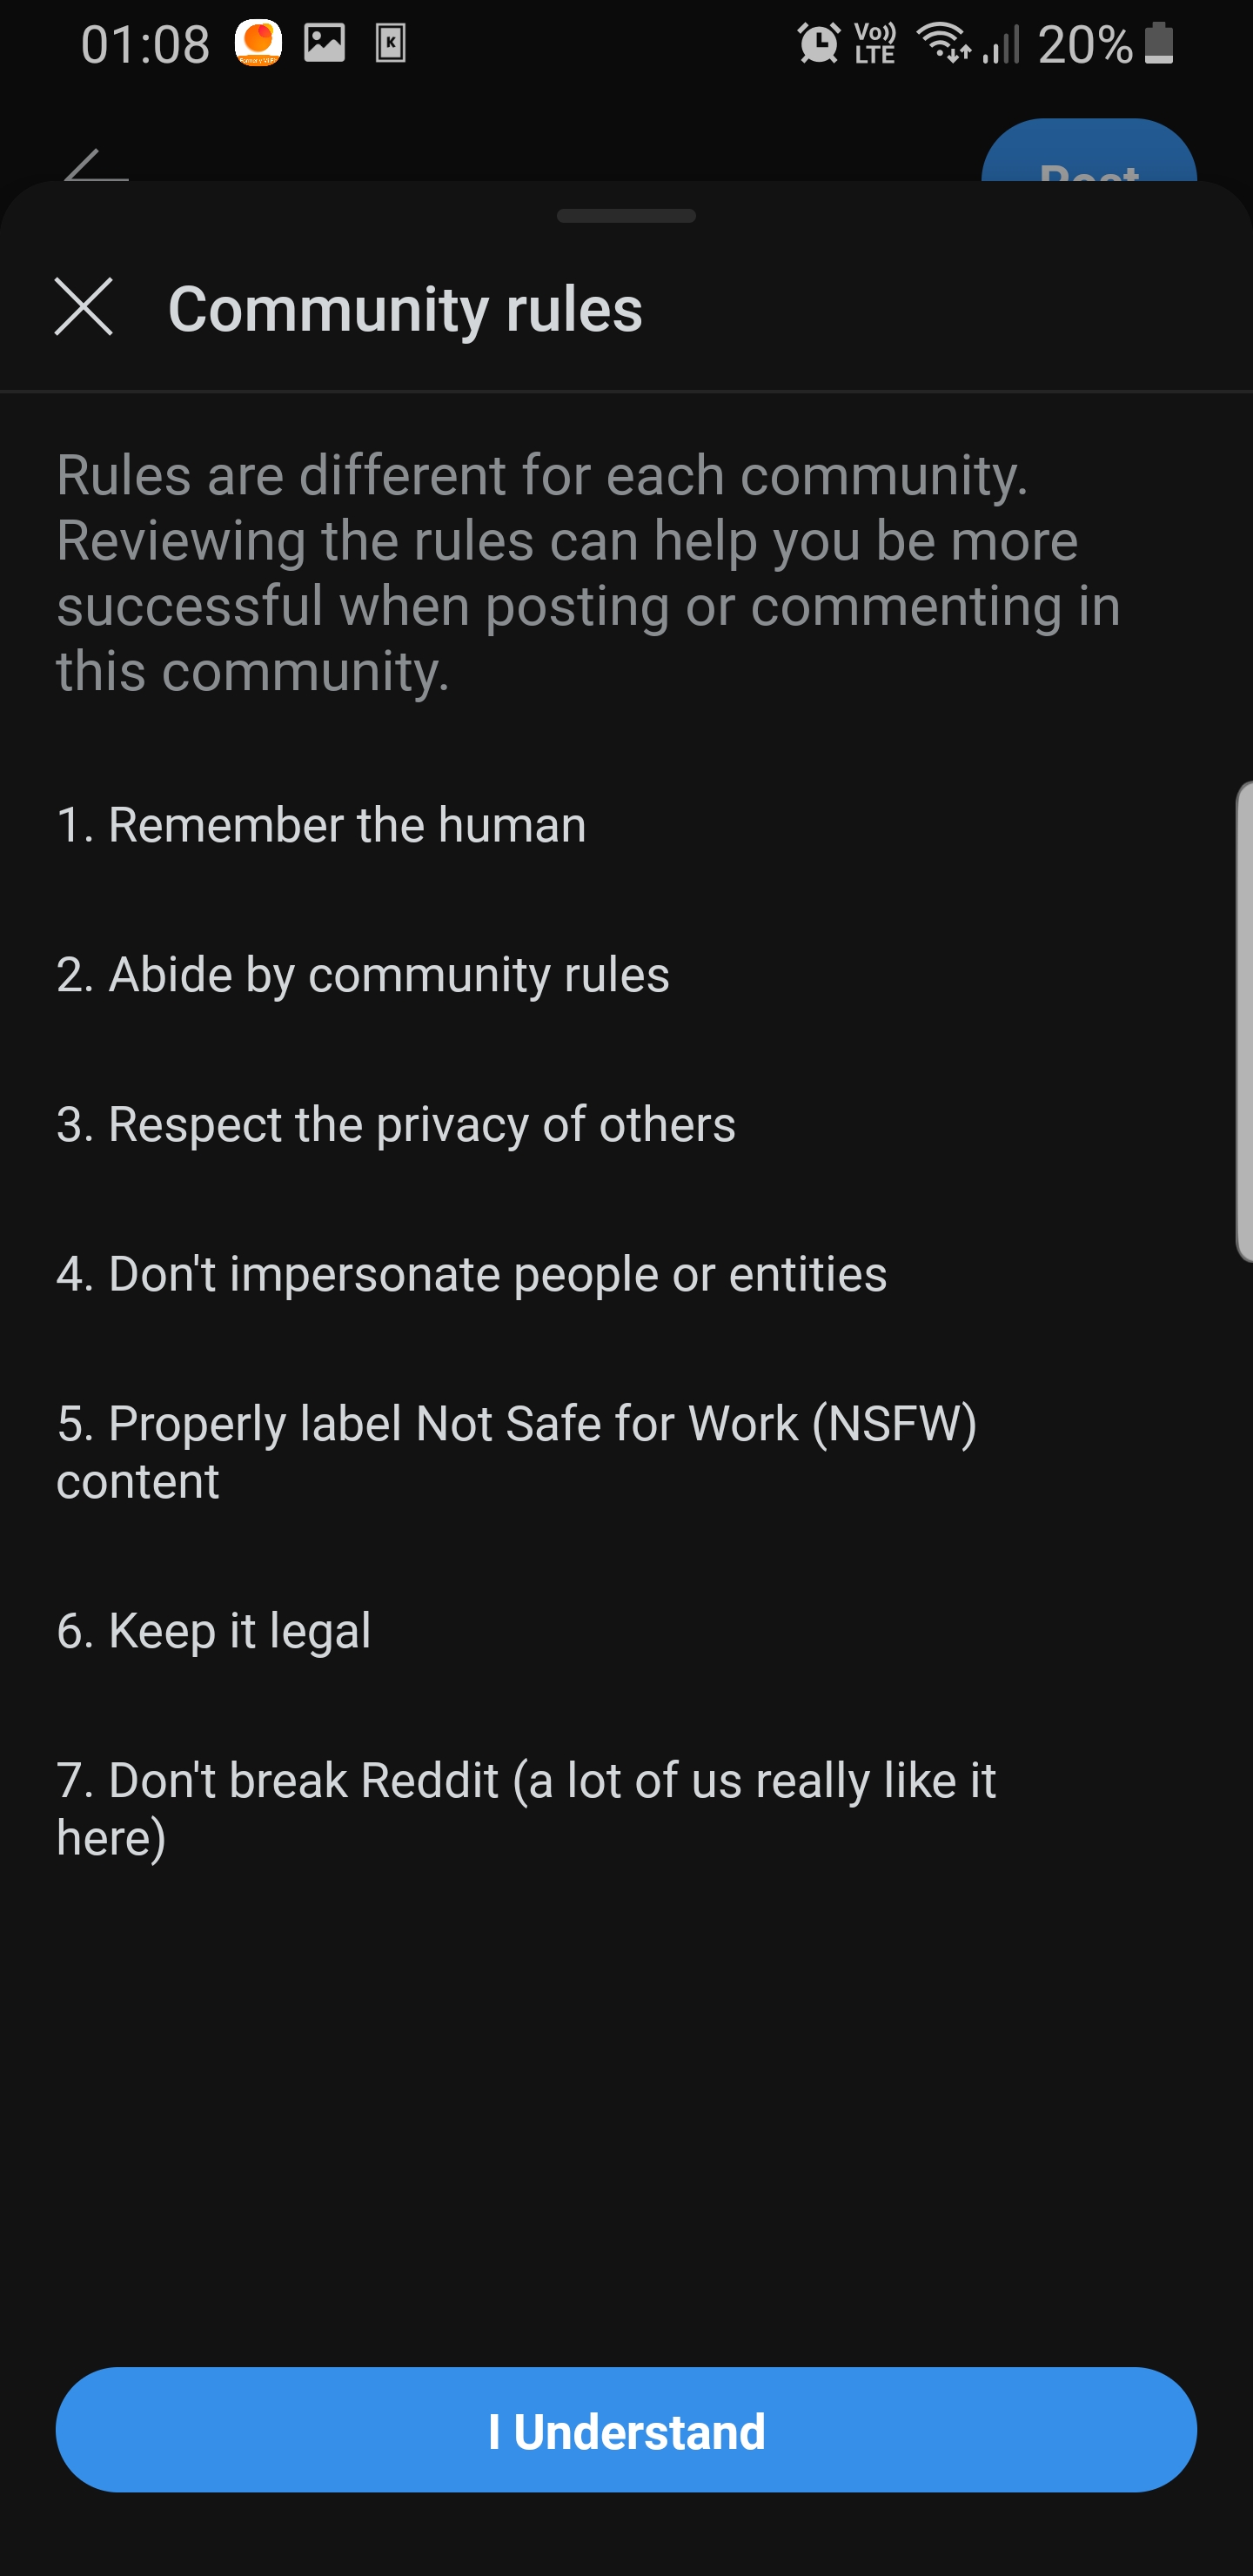 01:08
K
Vo))
LTE
20%
Post
Community rules
Rules are different for each community.
Reviewing the rules can help you be more
successful when posting or commenting in
this community.
1. Remember the human
2. Abide by community rules
3. Respect the privacy of others
4. Don't impersonate people or entities
5. Properly label Not Safe for Work (NSFW)
content
6. Keep it legal
7. Don't break Reddit (a lot of us really like it
here)
I Understand